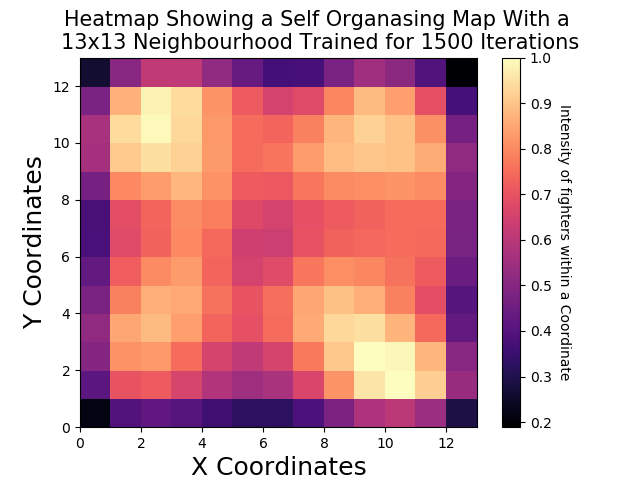 Heatmap Showing a Self Organasing Map With a
13x13 Neighbourhood Trained for 1500 Iterations
12
10
8
6
4
2
0
Y Coordinates
0 2 4 6 8 10 12
X Coordinates
1.0
0.9
0.8
0.7
0.6
0.5
0.4
0.3
0.2
Intensity of fighters within a Coordinate